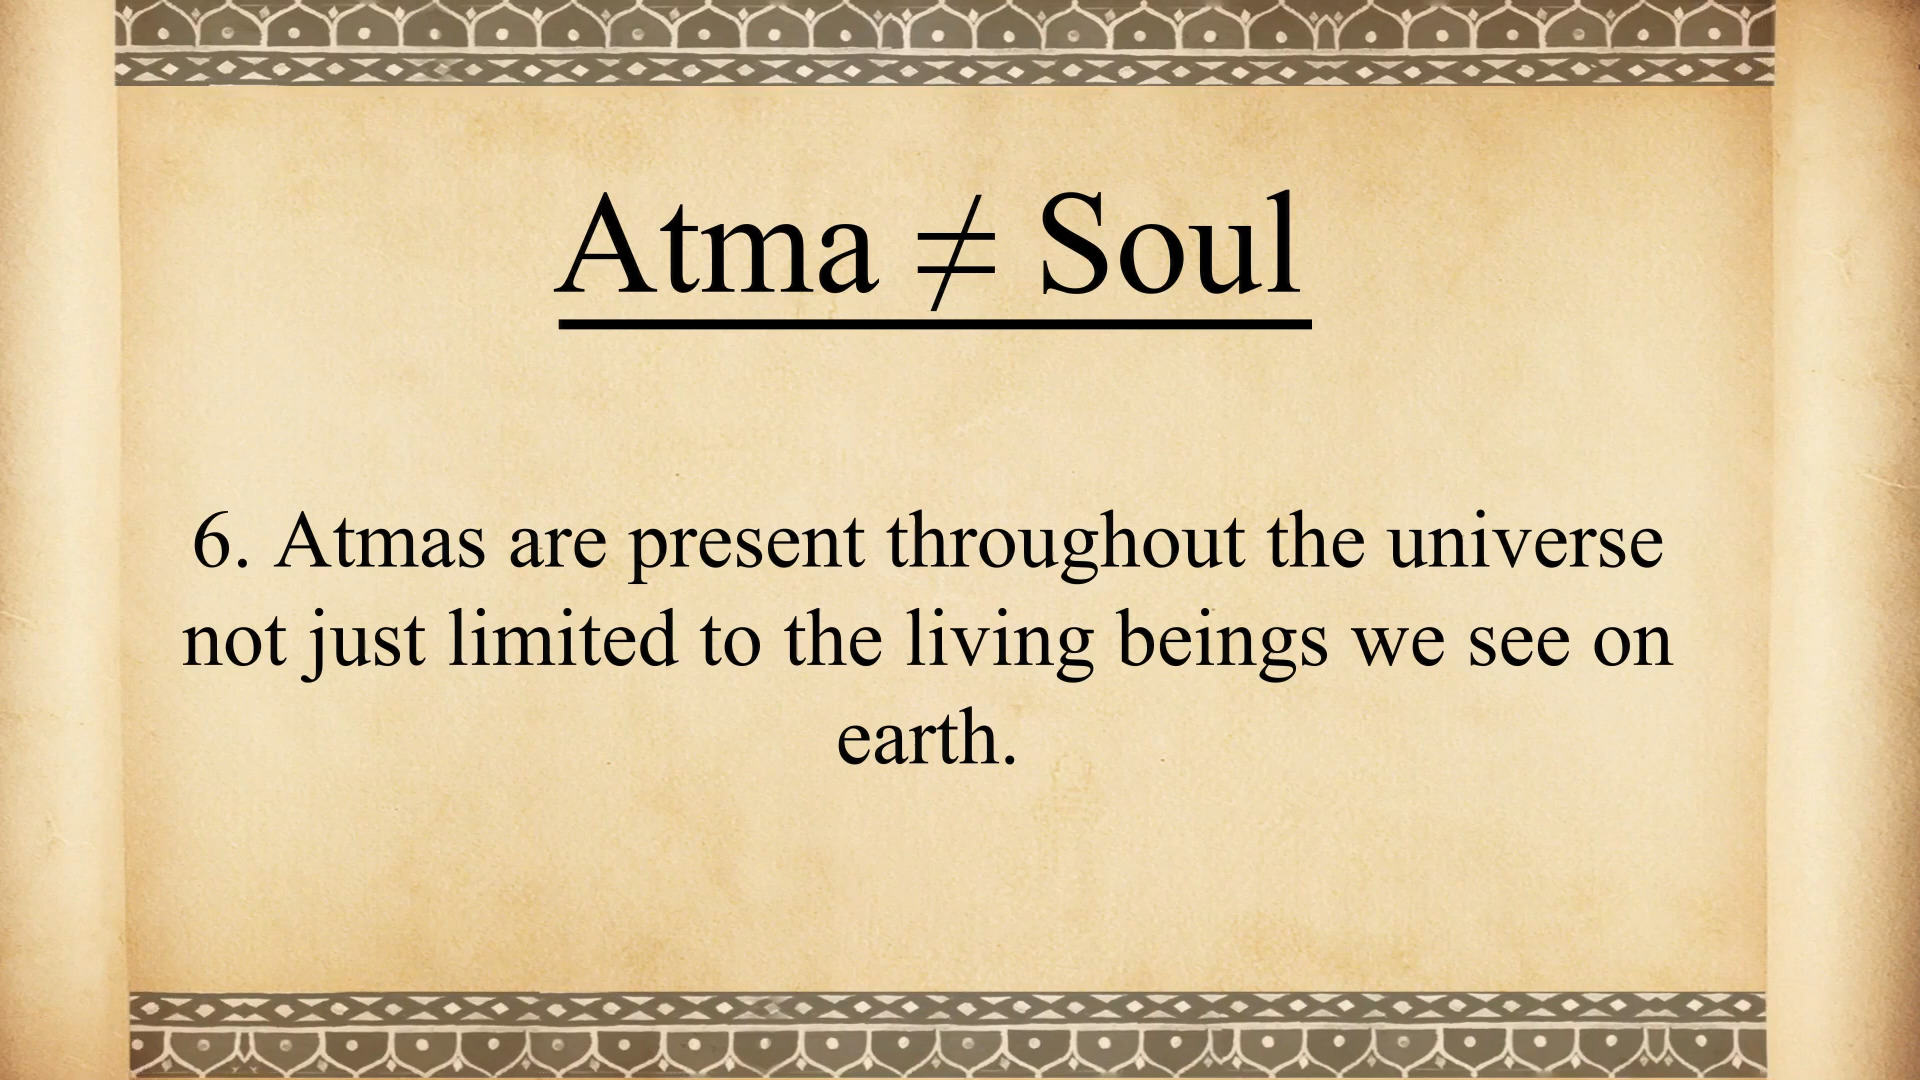 Atma ≠ Soul
6. Atmas are present throughout the universe
not just limited to the living beings we see on
earth.